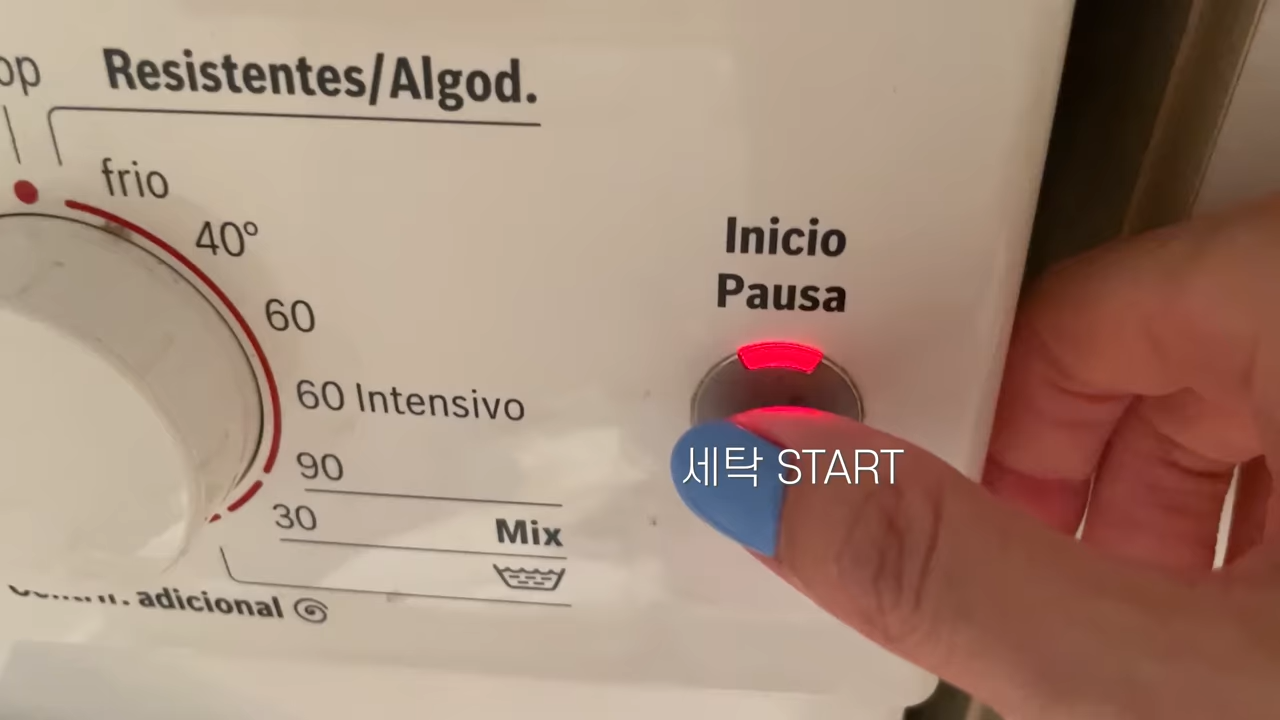 Resistentes/Algod.
frio
40°
60
60 Intensivo
90
30
Mix
adicional
Inicio
Pausa
세탁 START